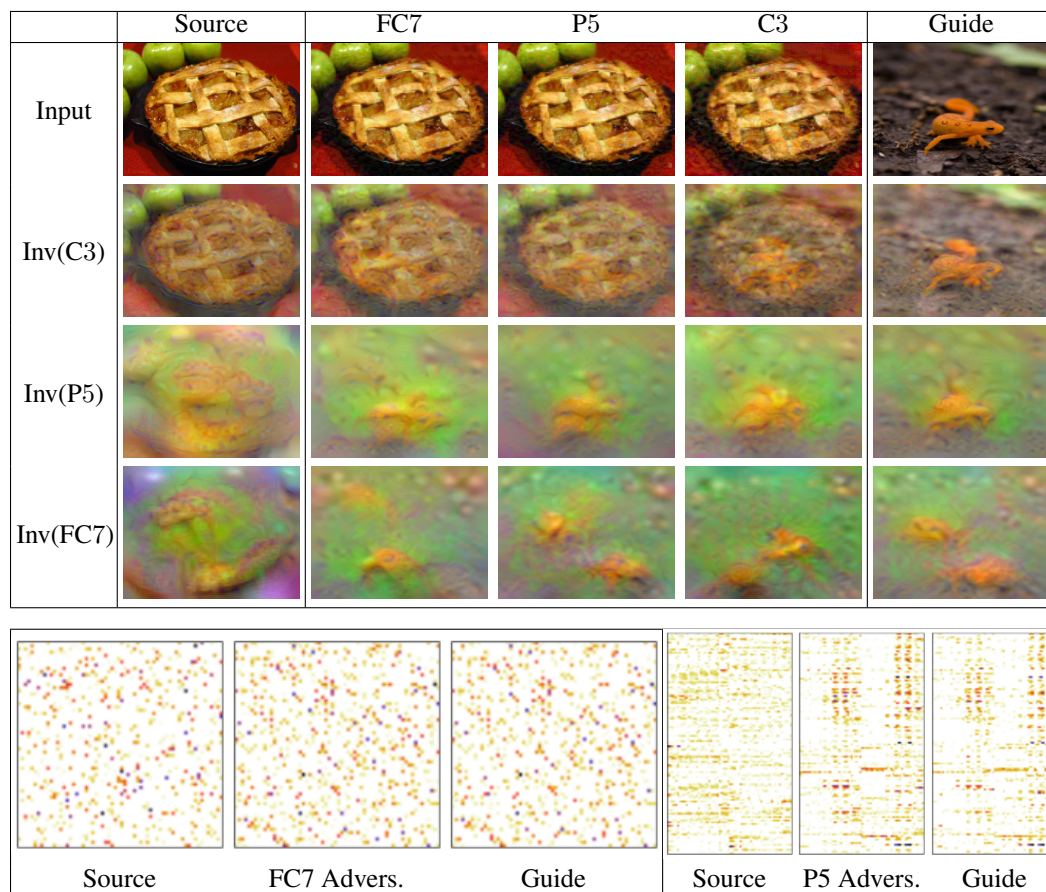 Source FC7 P5 C3 Guide
Input
Inv(C3)
Inv(P5)
Inv(FC7)
Source FC7 Advers. Guide Source P5 Advers. Guide